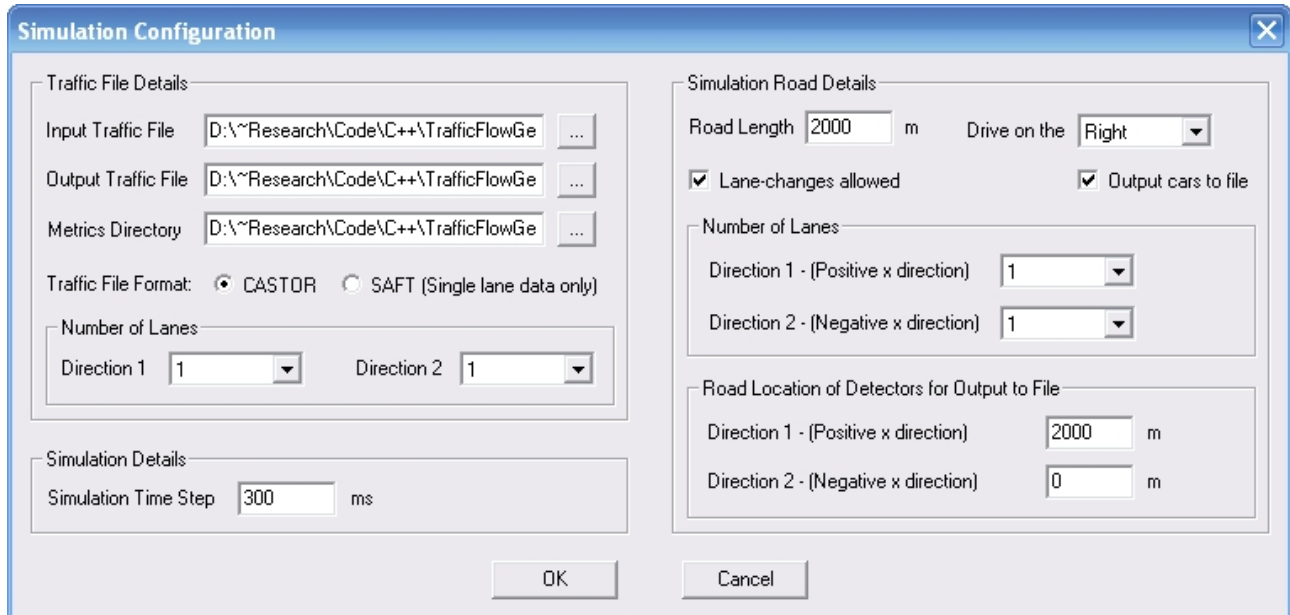 Simulation Configuration
Traffic File Details
Input Traffic File D:\~Research\Code\C++\TrafficFlowGe ...
Output Traffic File D:\~Research\Code\C++\TrafficFlowGe ...
Metrics Directory D:\~Research\Code\C++\TrafficFlowGe ...
Traffic File Format: CASTOR SAFT (Single lane data only)
Number of Lanes
Direction 1 1 Direction 2 1
Simulation Details
Simulation Time Step 300 ms
Simulation Road Details
Road Length 2000 m Drive on the Right
Lane-changes allowed Output cars to file
Number of Lanes
Direction 1 - (Positive x direction) 1
Direction 2 - (Negative x direction) 1
Road Location of Detectors for Output to File
Direction 1 - (Positive x direction) 2000 m
Direction 2 - (Negative x direction) 0 m
OK Cancel